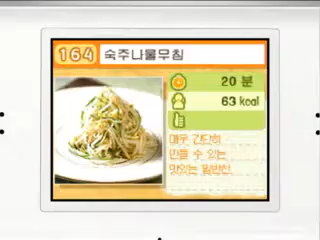 164 숙주나물무침
20 분
63 kcal
매우 간단히
만들 수 있는
맛있는 밑반찬.